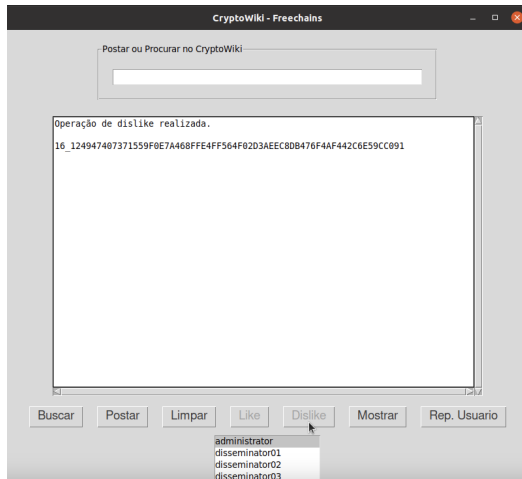 CryptoWiki - Freechains
Postar ou Procurar no CryptoWiki
Operação de dislike realizada.
16_124947407371559F0E7A468FFE4FF564F02D3AEEC8DB476F4AF442C6E59CC091
Buscar Postar Limpar Like Dislike Mostrar Rep. Usuario
administrator
disseminator01
disseminator02
disseminator03